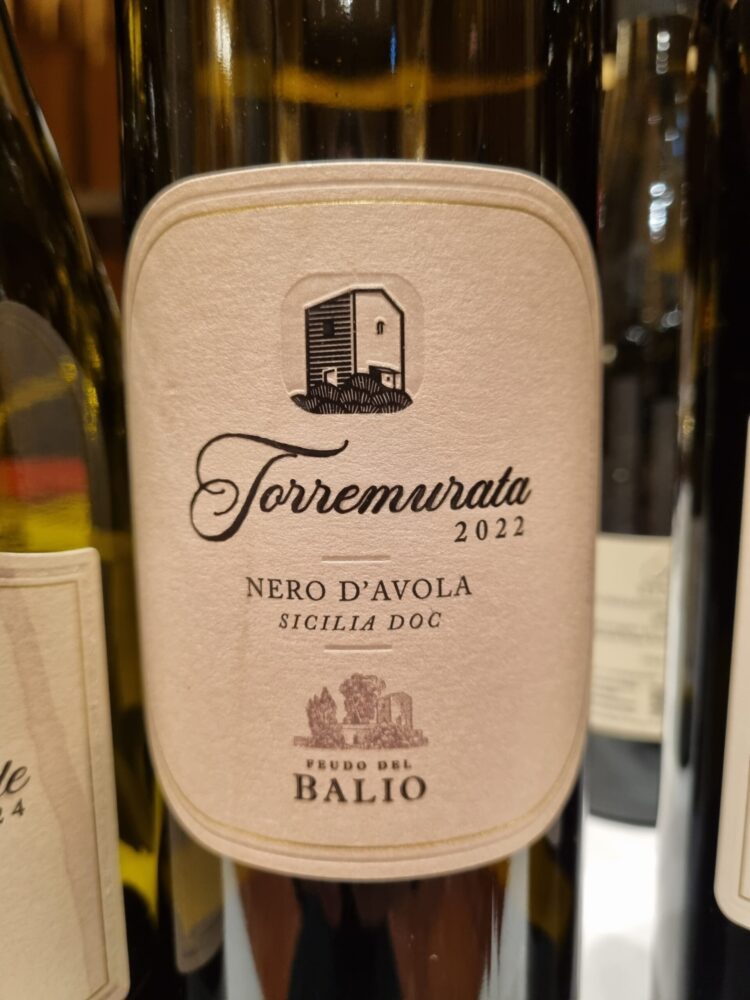 Torremurata
2022
NERO D'AVOLA
SICILIA DOC
FEUDO DEL
BALIO